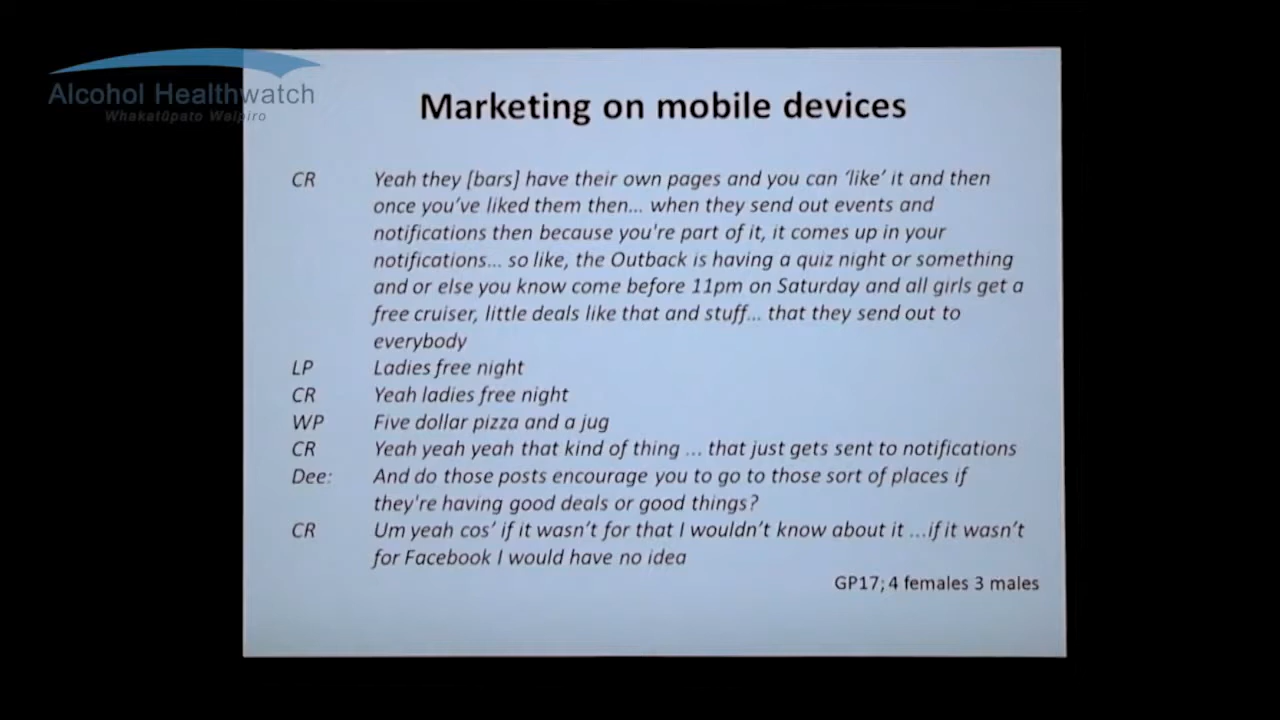 Alcohol Healthwatch
Whakatūpato Waipiro
Marketing on mobile devices
CR Yeah they [bars] have their own pages and you can ‘like’ it and then
once you’ve liked them then... when they send out events and
notifications then because you're part of it, it comes up in your
notifications... so like, the Outback is having a quiz night or something
and or else you know come before 11pm on Saturday and all girls get a
free cruiser, little deals like that and stuff... that they send out to
everybody
LP Ladies free night
CR Yeah ladies free night
WP Five dollar pizza and a jug
CR Yeah yeah yeah that kind of thing ... that just gets sent to notifications
Dee: And do those posts encourage you to go to those sort of places if
they're having good deals or good things?
CR Um yeah cos’ if it wasn’t for that I wouldn’t know about it ...if it wasn’t
for Facebook I would have no idea
GP17; 4 females 3 males